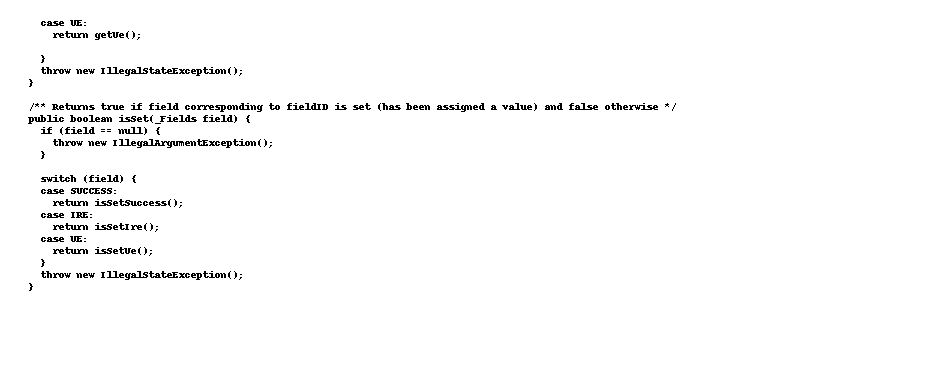 case UE:
return getUe();
}
throw new IllegalStateException();
}
/** Returns true if field corresponding to fieldID is set (has been assigned a value) and false otherwise */
public boolean isSet(_Fields field) {
if (field == null) {
throw new IllegalArgumentException();
}
switch (field) {
case SUCCESS:
return isSetSuccess();
case IRE:
return isSetIre();
case UE:
return isSetUe();
}
throw new IllegalStateException();
}